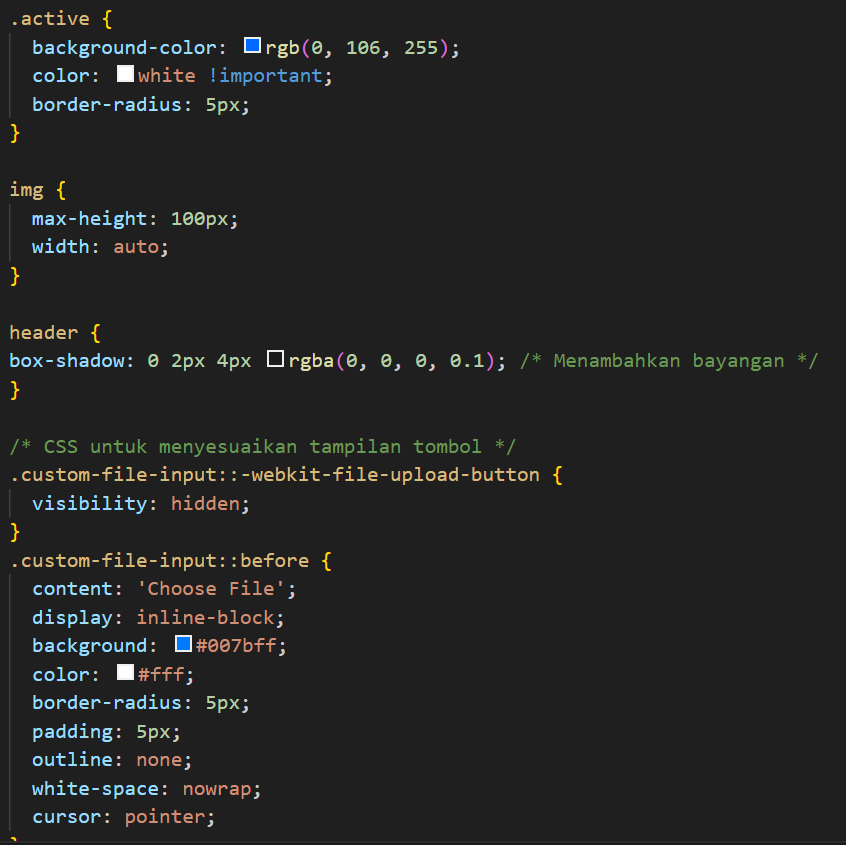 .active {
  background-color: rgb(0, 106, 255);
  color: white !important;
  border-radius: 5px;
}

img {
  max-height: 100px;
  width: auto;
}

header {
box-shadow: 0 2px 4px rgba(0, 0, 0, 0.1); /* Menambahkan bayangan */
}

/* CSS untuk menyesuaikan tampilan tombol */
.custom-file-input::-webkit-file-upload-button {
  visibility: hidden;
}
.custom-file-input::before {
  content: 'Choose File';
  display: inline-block;
  background: #007bff;
  color: #fff;
  border-radius: 5px;
  padding: 5px;
  outline: none;
  white-space: nowrap;
  cursor: pointer;
}